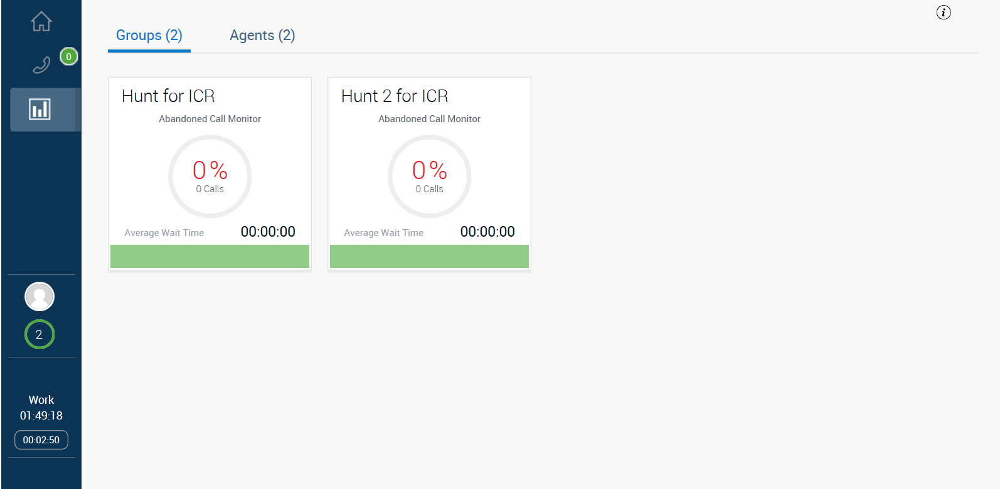 0
Groups (2)
Agents (2)
Hunt for ICR
Abandoned Call Monitor
0 %
0 Calls
Average Wait Time 00:00:00
Hunt 2 for ICR
Abandoned Call Monitor
0 %
0 Calls
Average Wait Time 00:00:00
2
Work
01:49:18
00:02:50